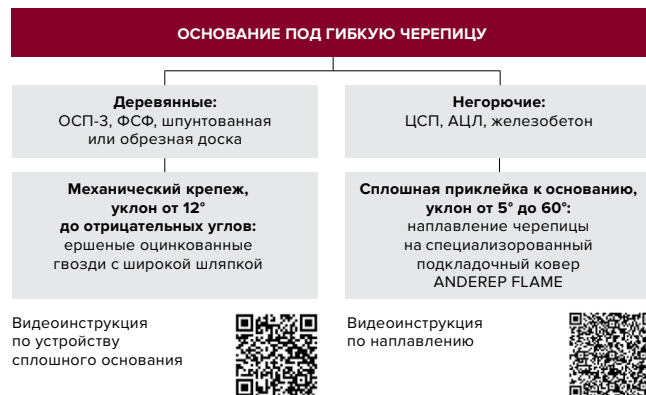 ОСНОВАНИЕ ПОД ГИБКУЮ ЧЕРЕПИЦУ
Деревянные:
ОСП-3, ФСФ, шпунтованная
или обрезная доска
Негорючие:
ЦСП, АЦЛ, железобетон
Механический крепеж,
уклон от 12°
до отрицательных углов:
ершеные оцинкованные
гвозди с широкой шляпкой
Сплошная приклейка к основанию,
уклон от 5° до 60°:
наплавление черепицы
на специализорованный
подкладочный ковер
ANDEREP FLAME
Видеоинструкция
по устройству
сплошного основания
Видеоинструкция
по наплавлению